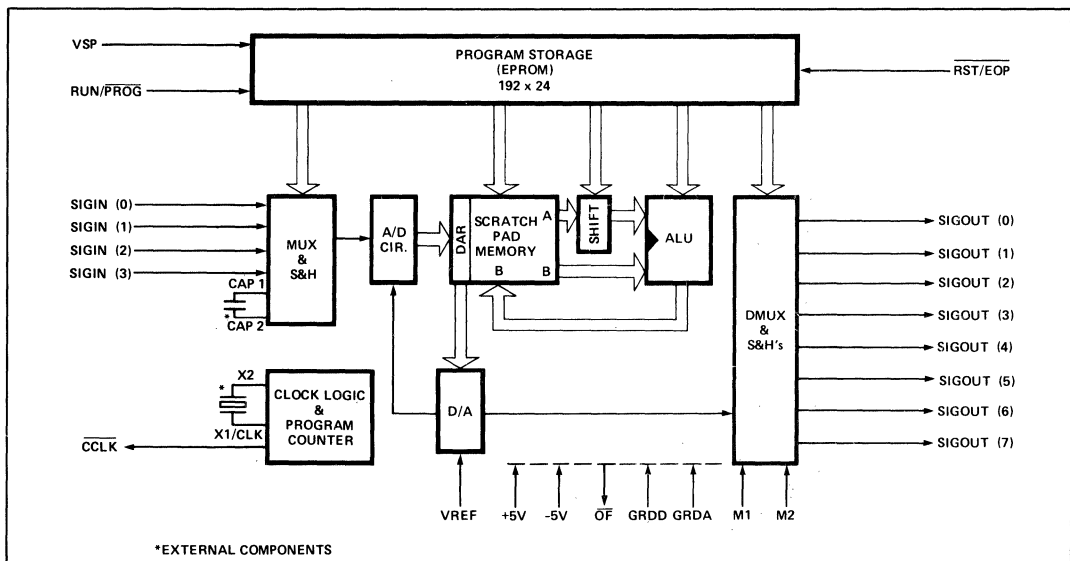 VSP
PROGRAM STORAGE
(EPROM)
192 x 24
RST/EOP
RUN/PROG
SIGIN (0)
SIGIN (1)
SIGIN (2)
SIGIN (3)
CAP 1
* CAP 2
MUX
&
S&H
A/D
CIR.
DAR
SCRATCH
PAD
MEMORY
A
B
B
SHIFT
ALU
DMUX
&
S&H's
SIGOUT (0)
SIGOUT (1)
SIGOUT (2)
SIGOUT (3)
SIGOUT (4)
SIGOUT (5)
SIGOUT (6)
SIGOUT (7)
*
X2
X1/CLK
CLOCK LOGIC
&
PROGRAM
COUNTER
CCLK
D/A
VREF
+5V
-5V
OF
GRDD
GRDA
M1
M2
*EXTERNAL COMPONENTS